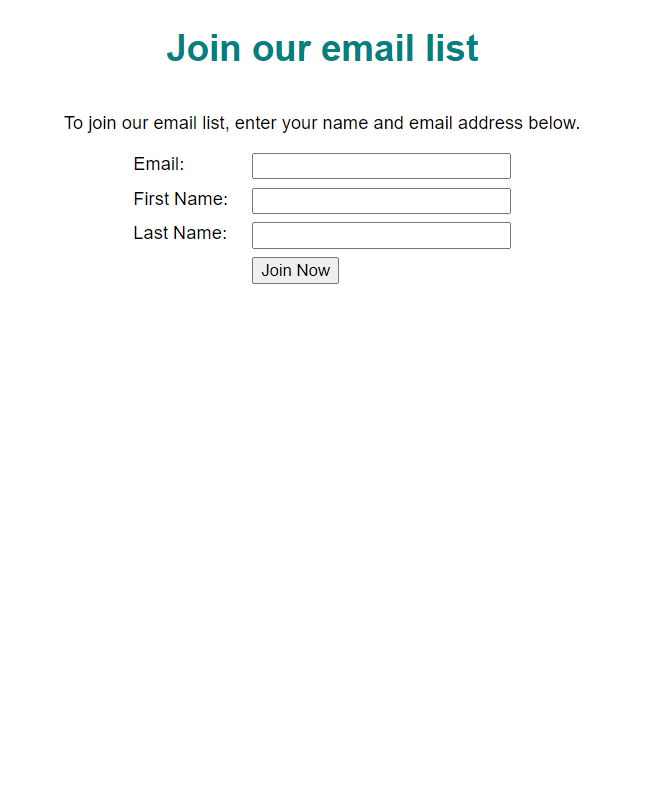 Join our email list
To join our email list, enter your name and email address below.
Email:
First Name:
Last Name:
Join Now